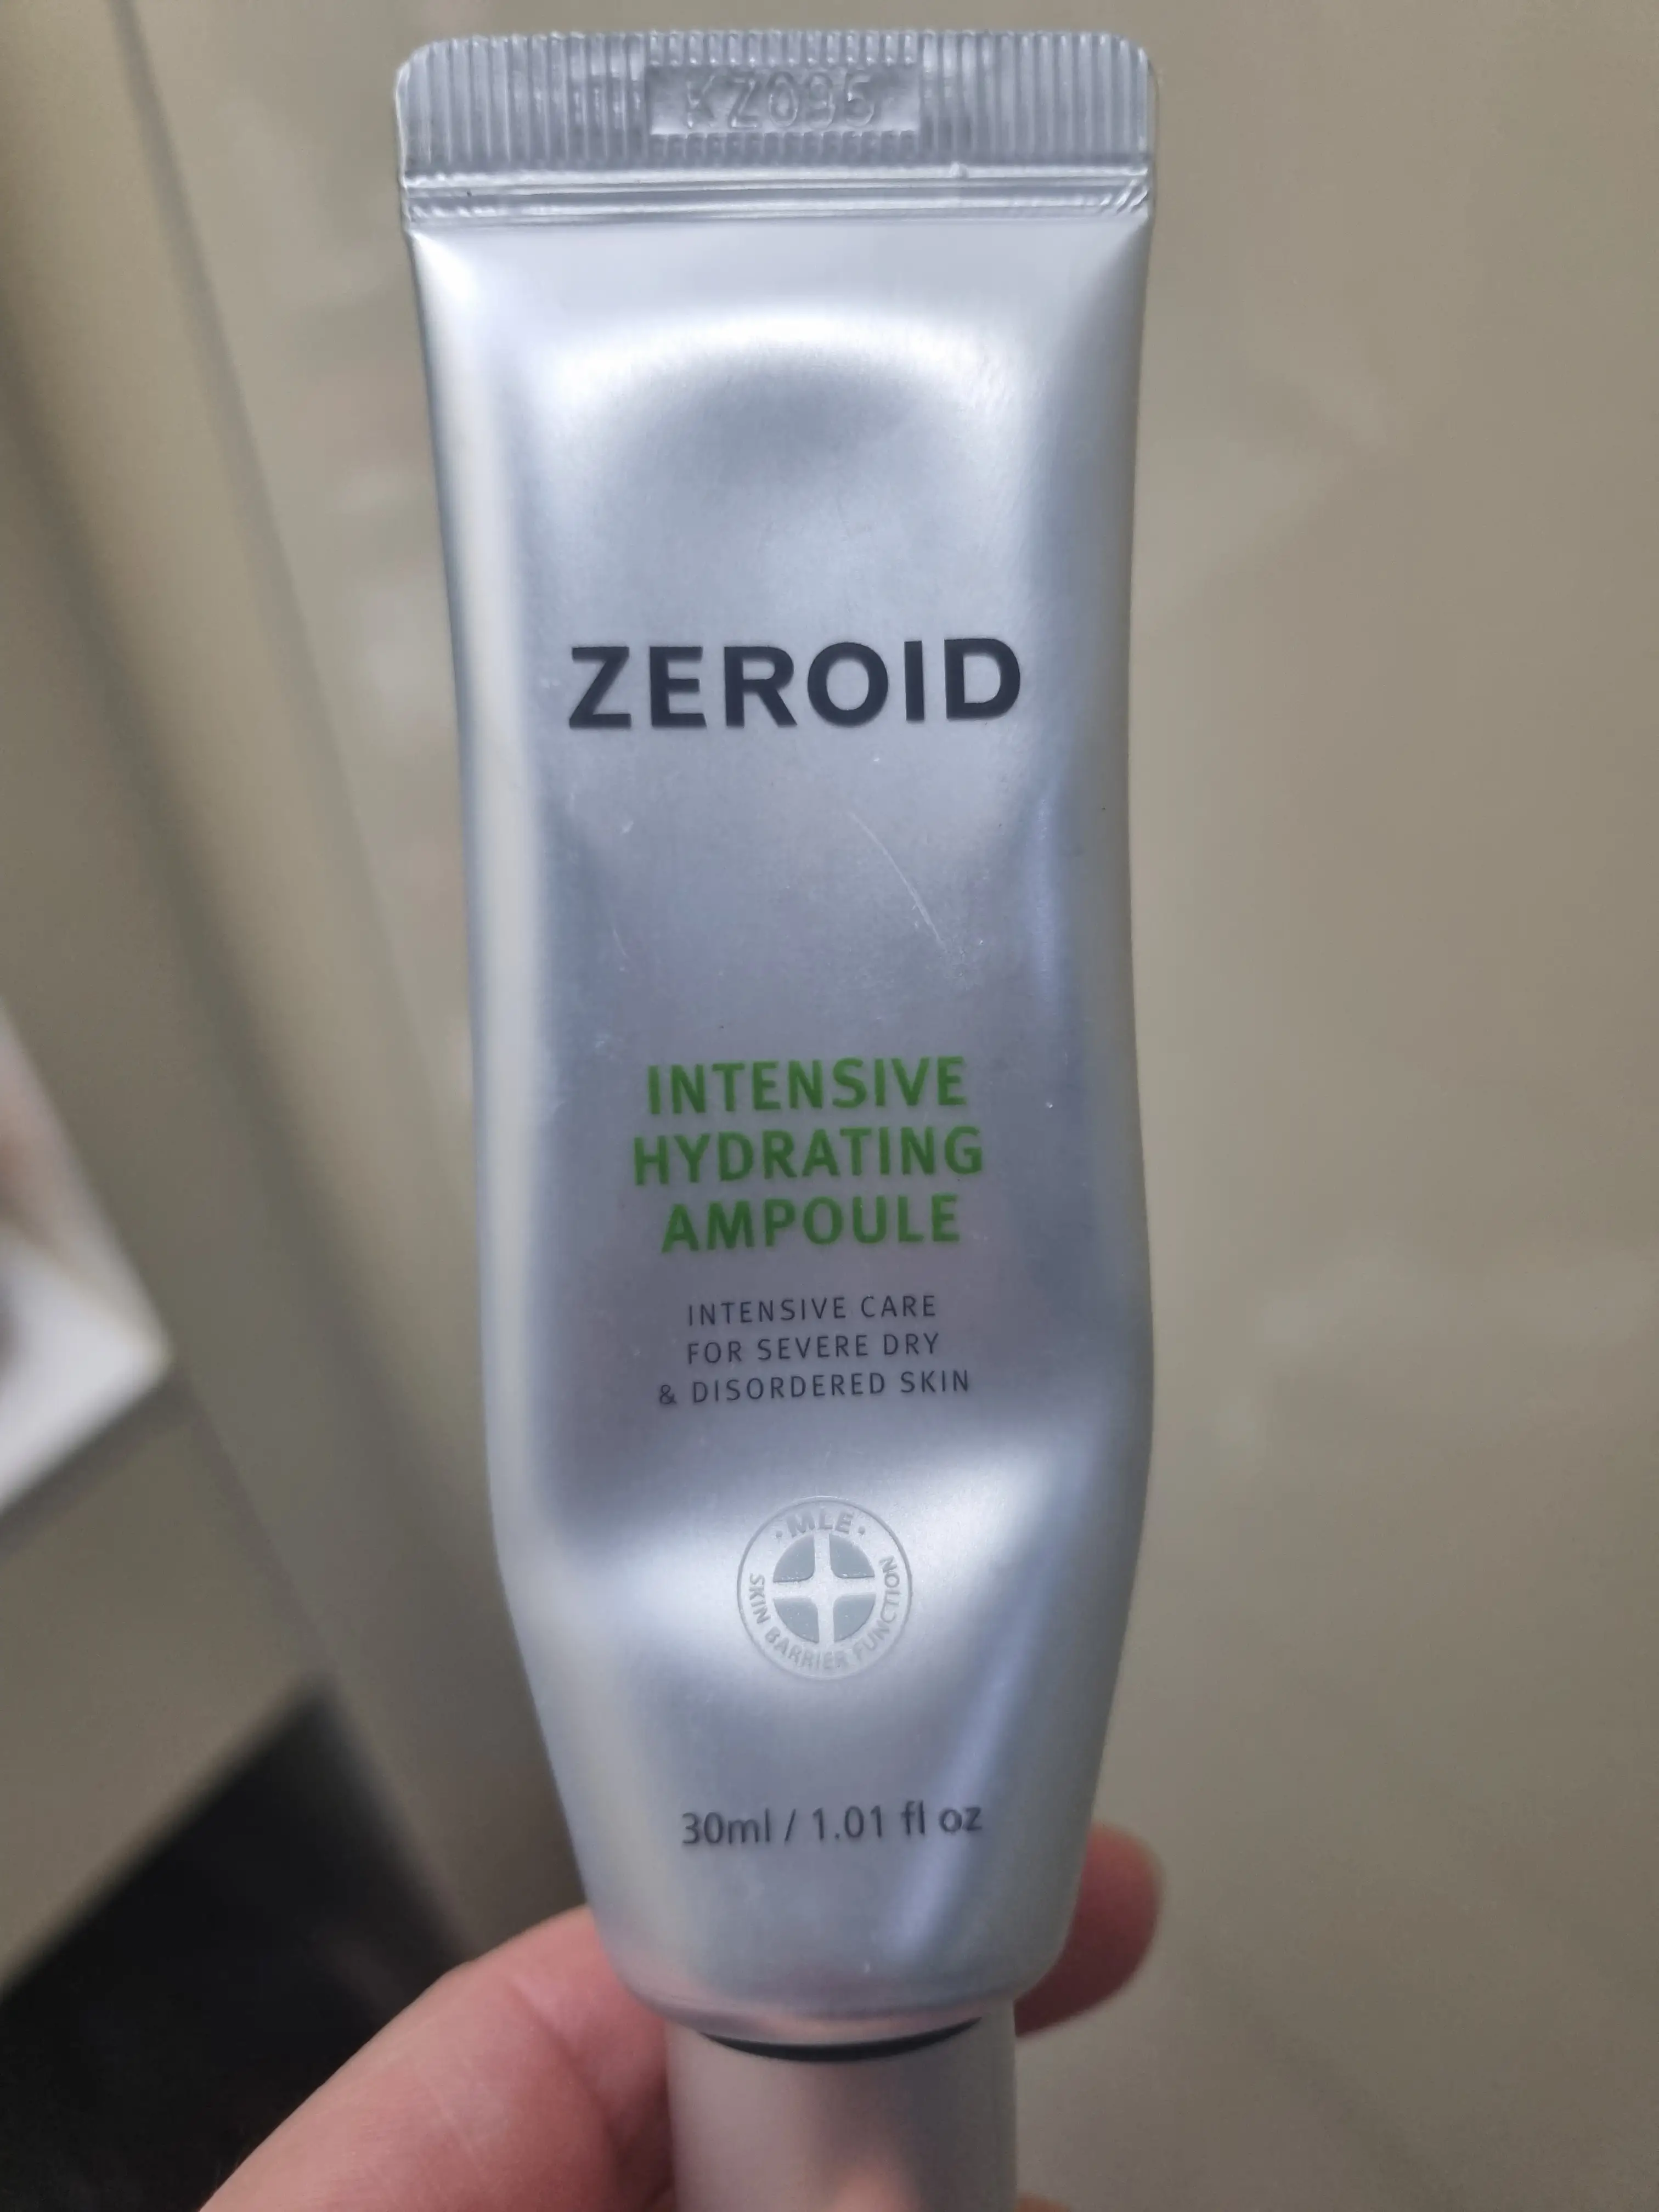 KZ095
ZEROID
INTENSIVE
HYDRATING
AMPOULE
INTENSIVE CARE
FOR SEVERE DRY
& DISORDERED SKIN
· MLE ·
SKIN BARRIER FUNCTION
30ml / 1.01 fl oz